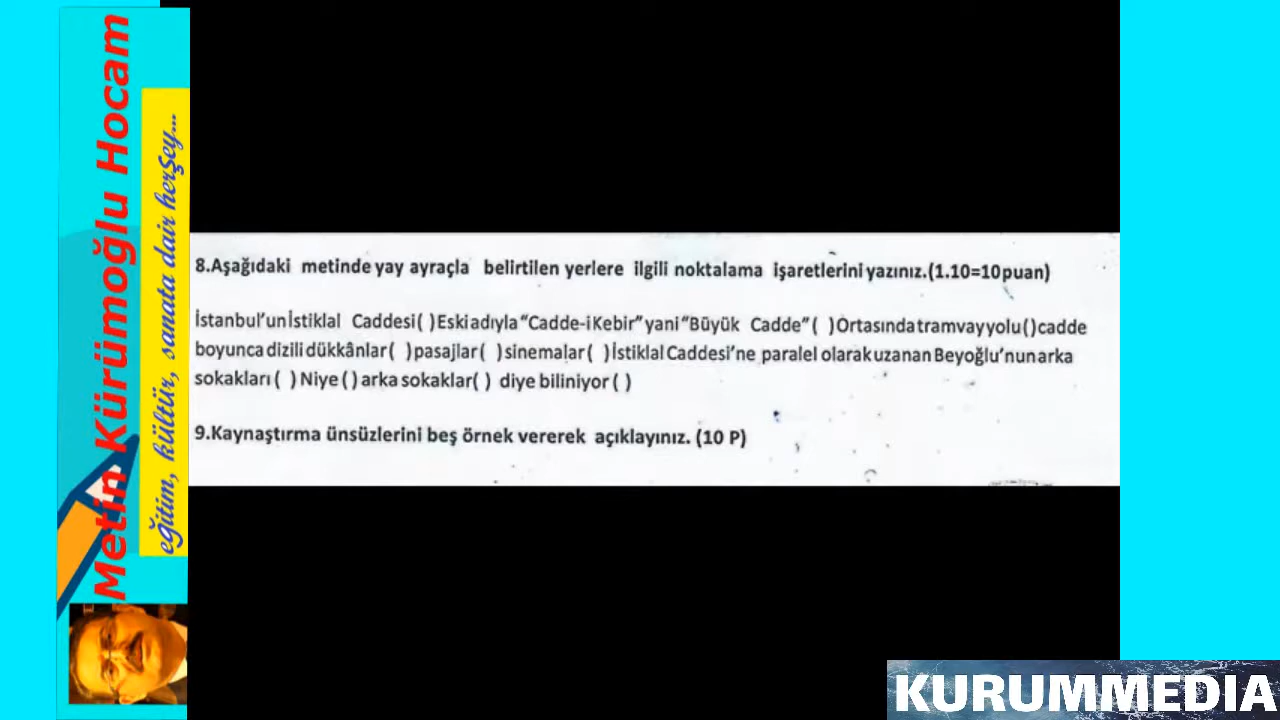 Metin Kürümoğlu Hocam
eğitim, kültür, sanata dair herşey...
8.Aşağıdaki metinde yay ayraçla belirtilen yerlere ilgili noktalama işaretlerini yazınız.(1.10=10puan)
İstanbul'un İstiklal Caddesi( )Eski adıyla "Cadde-i Kebir" yani "Büyük Cadde" ( )Ortasında tramvay yolu( )cadde
boyunca dizili dükkânlar( )pasajlar( )sinemalar( )İstiklal Caddesi'ne paralel olarak uzanan Beyoğlu'nun arka
sokakları ( ) Niye ( ) arka sokaklar( ) diye biliniyor ( )
9.Kaynaştırma ünsüzlerini beş örnek vererek açıklayınız. (10 P)
KURUMMEDIA